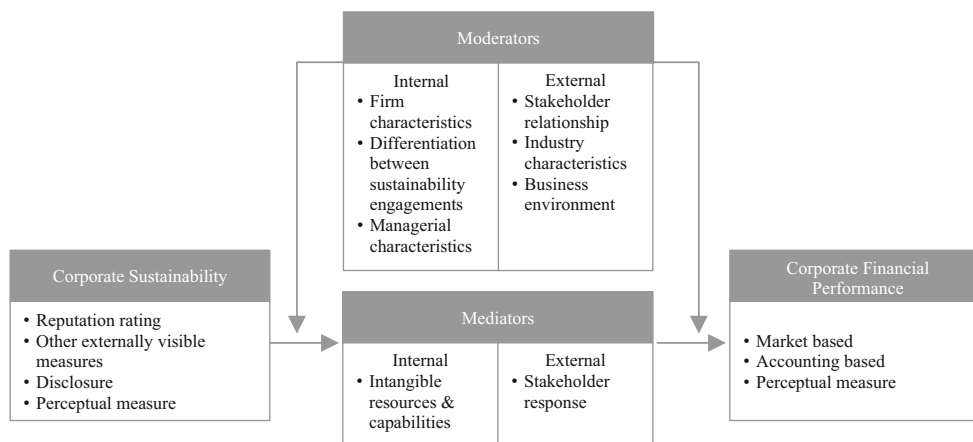 Moderators
Internal
• Firm
characteristics
• Differentiation
between
sustainability
engagements
• Managerial
characteristics
External
• Stakeholder
relationship
• Industry
characteristics
• Business
environment
Corporate Sustainability
• Reputation rating
• Other externally visible
measures
• Disclosure
• Perceptual measure
Mediators
Internal
• Intangible
resources &
capabilities
External
• Stakeholder
response
Corporate Financial
Performance
• Market based
• Accounting based
• Perceptual measure